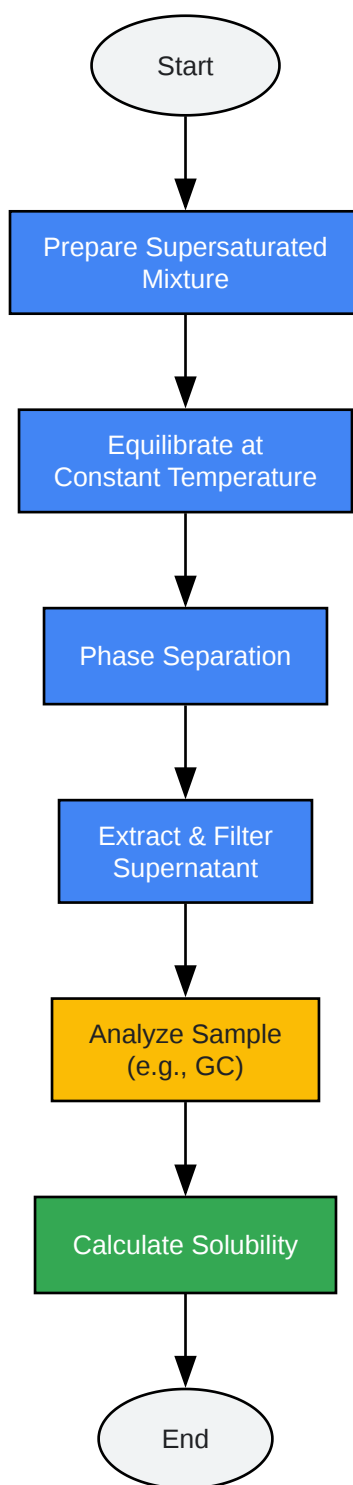 Start
Prepare Supersaturated
Mixture
Equilibrate at
Constant Temperature
Phase Separation
Extract & Filter
Supernatant
Analyze Sample
(e.g., GC)
Calculate Solubility
End